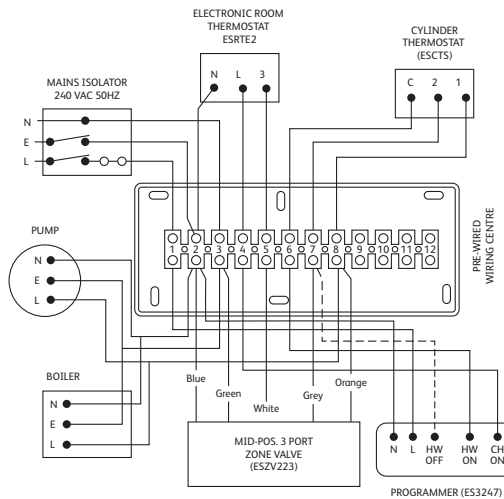 ELECTRONIC ROOM
THERMOSTAT
ESRTE2
N L 3
CYLINDER
THERMOSTAT
(ESCTS)
C 2 1
MAINS ISOLATOR
240 VAC 50HZ
N
E
L
1 2 3 4 5 6 7 8 9 10 11 12
PRE-WIRED
WIRING CENTRE
PUMP
N
E
L
BOILER
N
E
L
Blue
Green
White
Grey
Orange
MID-POS. 3 PORT
ZONE VALVE
(ESZV223)
N L HW HW CH
OFF ON ON
PROGRAMMER (ES3247)